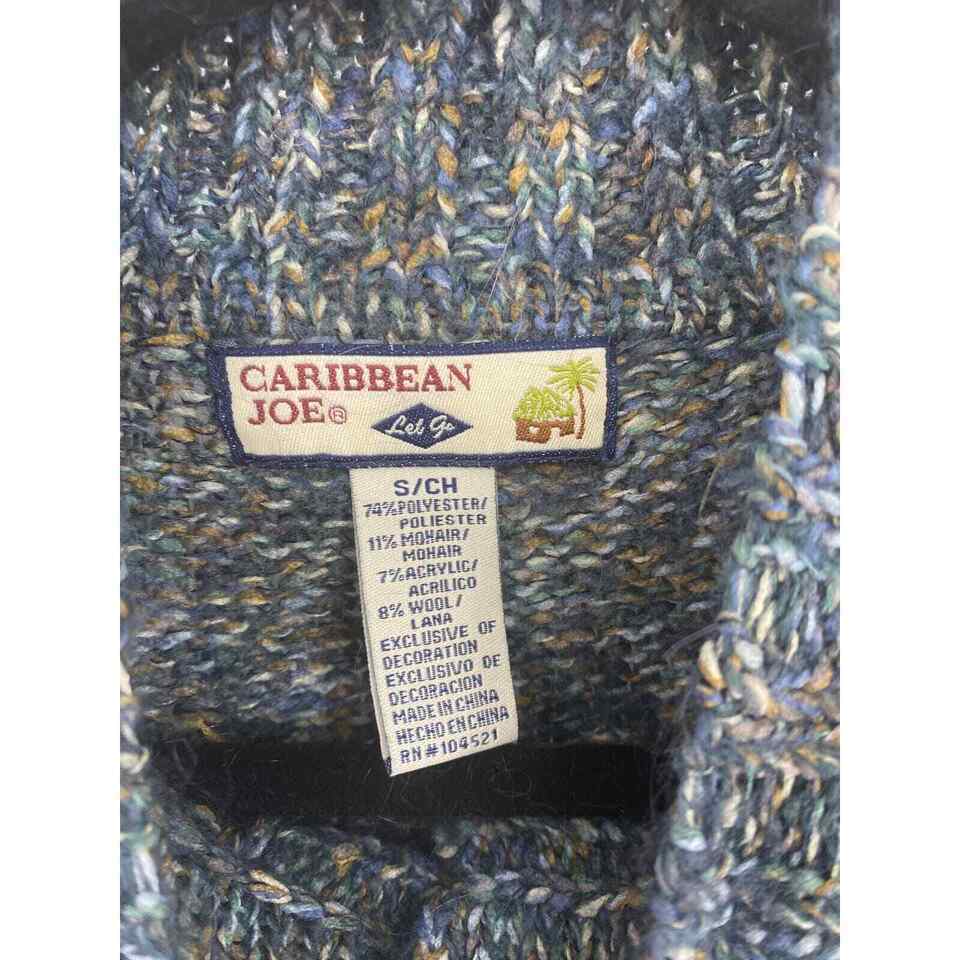 CARIBBEAN
JOE®
Let Go
S/CH
74%POLYESTER/
POLIESTER
11% MOHAIR/
MOHAIR
7%ACRYLIC/
ACRILICO
8% WOOL/
LANA
EXCLUSIVE OF
DECORATION
EXCLUSIVO DE
DECORACION
MADE IN CHINA
HECHO EN CHINA
RN#104521